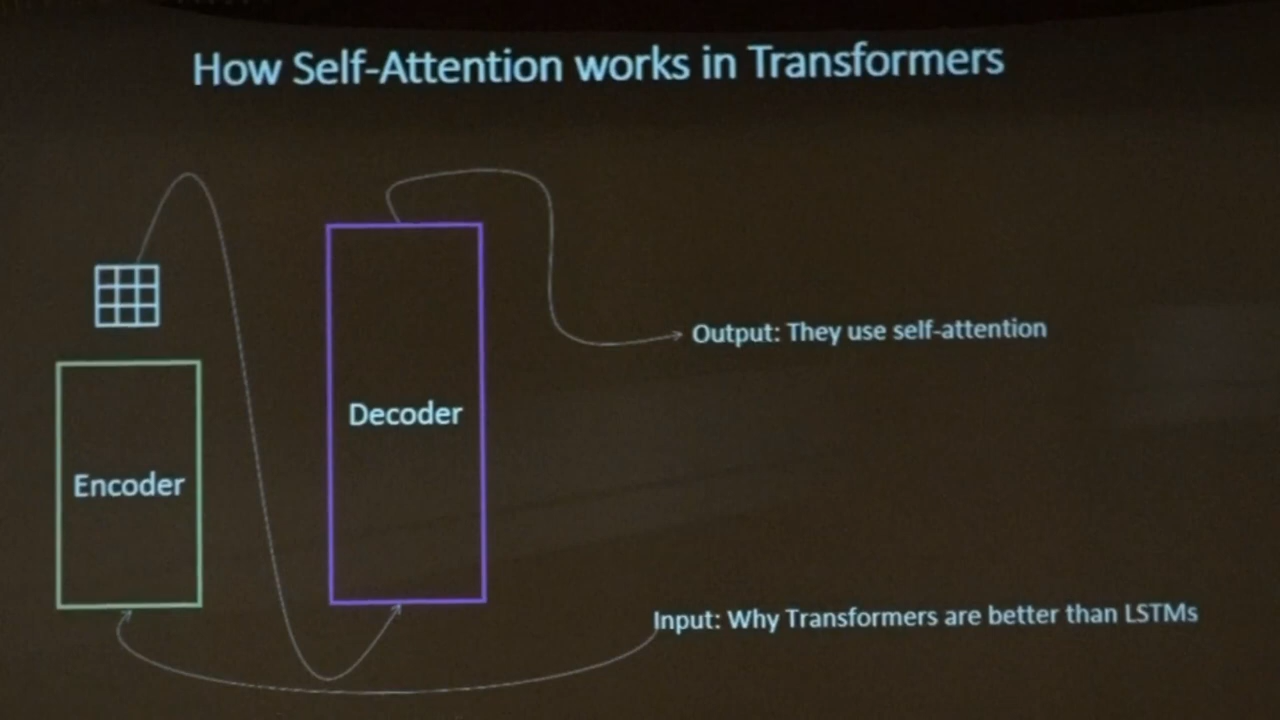 How Self-Attention works in Transformers
Output: They use self-attention
Decoder
Encoder
Input: Why Transformers are better than LSTMs